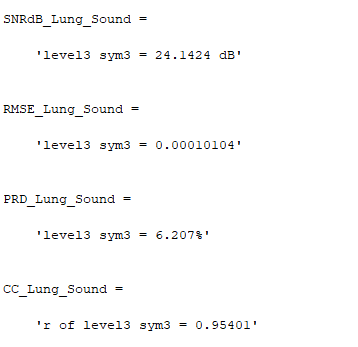 SNRdB_Lung_Sound =
'level3 sym3 = 24.1424 dB'
RMSE_Lung_Sound =
'level3 sym3 = 0.00010104'
PRD_Lung_Sound =
'level3 sym3 = 6.207%'
CC_Lung_Sound =
'r of level3 sym3 = 0.95401'